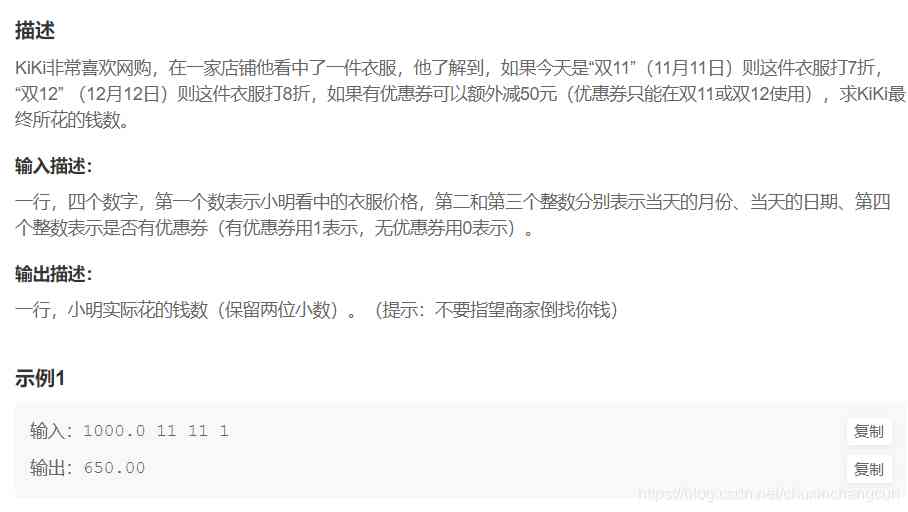 描述
KiKi非常喜欢网购，在一家店铺他看中了一件衣服，他了解到，如果今天是“双11”（11月11日）则这件衣服打7折，
“双12” （12月12日）则这件衣服打8折，如果有优惠券可以额外减50元（优惠券只能在双11或双12使用），求KiKi最
终所花的钱数。
输入描述：
一行，四个数字，第一个数表示小明看中的衣服价格，第二和第三个整数分别表示当天的月份、当天的日期、第四
个整数表示是否有优惠券（有优惠券用1表示，无优惠券用0表示）。
输出描述：
一行，小明实际花的钱数（保留两位小数）。（提示：不要指望商家倒找你钱）
示例1
输入：1000.0 11 11 1
复制
输出：650.00
复制